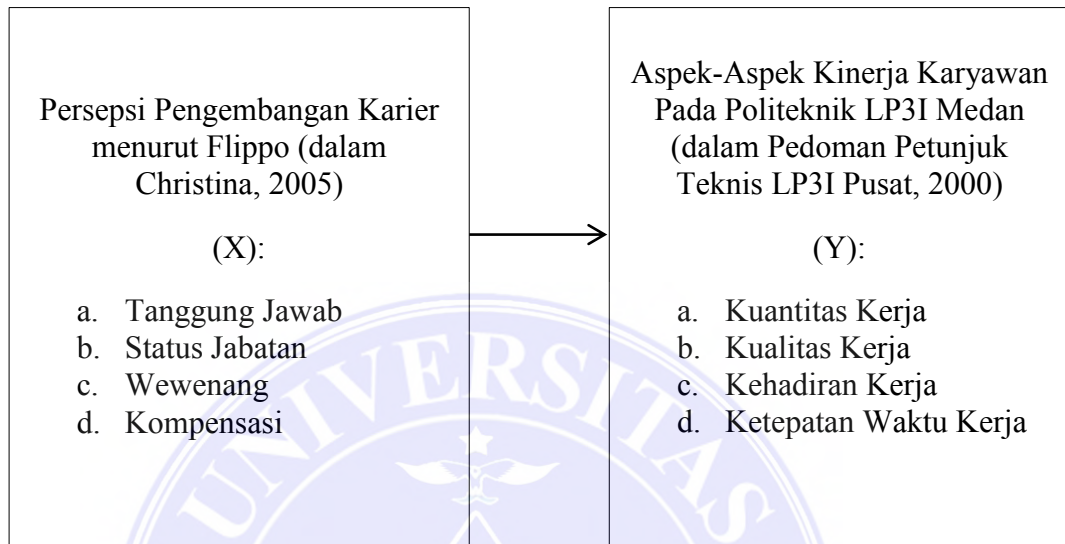 Persepsi Pengembangan Karier
menurut Flippo (dalam
Christina, 2005)
(X):
a. Tanggung Jawab
b. Status Jabatan
c. Wewenang
d. Kompensasi
Aspek-Aspek Kinerja Karyawan
Pada Politeknik LP3I Medan
(dalam Pedoman Petunjuk
Teknis LP3I Pusat, 2000)
(Y):
a. Kuantitas Kerja
b. Kualitas Kerja
c. Kehadiran Kerja
d. Ketepatan Waktu Kerja
UNIVERSITAS